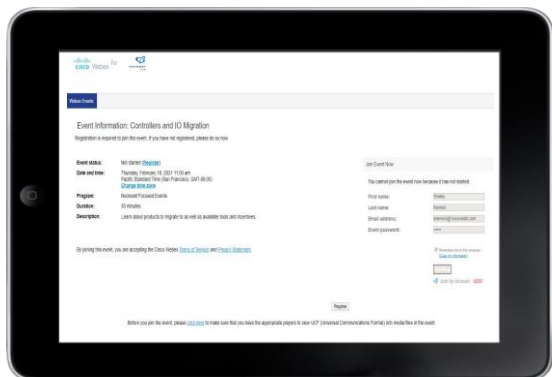 cisco Webex for
Webex Events
Event Information: Controllers and IO Migration
Registration is required to join this event. If you have not registered, please do so now.
Event status: Not started (Register)
Date and time: Thursday, February 18, 2021 11:00 am
Pacific Standard Time (San Francisco, GMT-08:00)
Change time zone
Program: Rockwell Focused Events
Duration: 50 minutes
Description: Learn about products to migrate to as well as available tools and incentives.
By joining this event, you are accepting the Cisco Webex Terms of Service and Privacy Statement.
Join Event Now
You cannot join the event now because it has not started.
First name:
Last name:
Email address:
Event password:
Join by browser NEW!
Register
Before you join the event, please click here to make sure that you have the appropriate players to view UCF (Universal Communications Format) rich media files in the event.